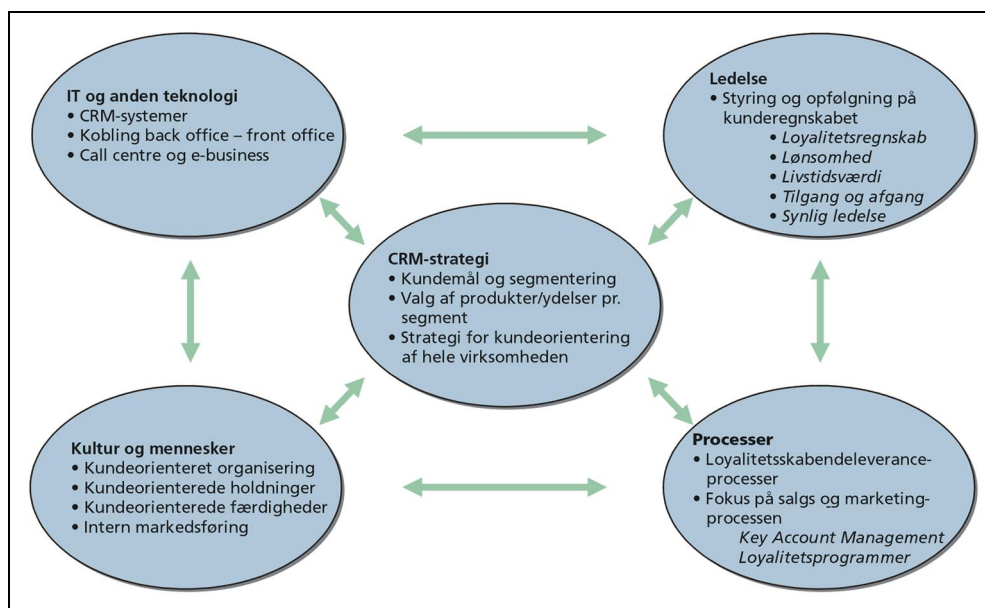 IT og anden teknologi
• CRM-systemer
• Kobling back office – front office
• Call centre og e-business
Ledelse
• Styring og opfølgning på
kunderegnskabet
• Loyalitetsregnskab
• Lønsomhed
• Livstidsværdi
• Tilgang og afgang
• Synlig ledelse
CRM-strategi
• Kundemål og segmentering
• Valg af produkter/ydelser pr.
segment
• Strategi for kundeorientering
af hele virksomheden
Kultur og mennesker
• Kundeorienteret organisering
• Kundeorienterede holdninger
• Kundeorienterede færdigheder
• Intern markedsføring
Processer
• Loyalitetsskabendeleverance-
processer
• Fokus på salgs og marketing-
processen
Key Account Management
Loyalitetsprogrammer